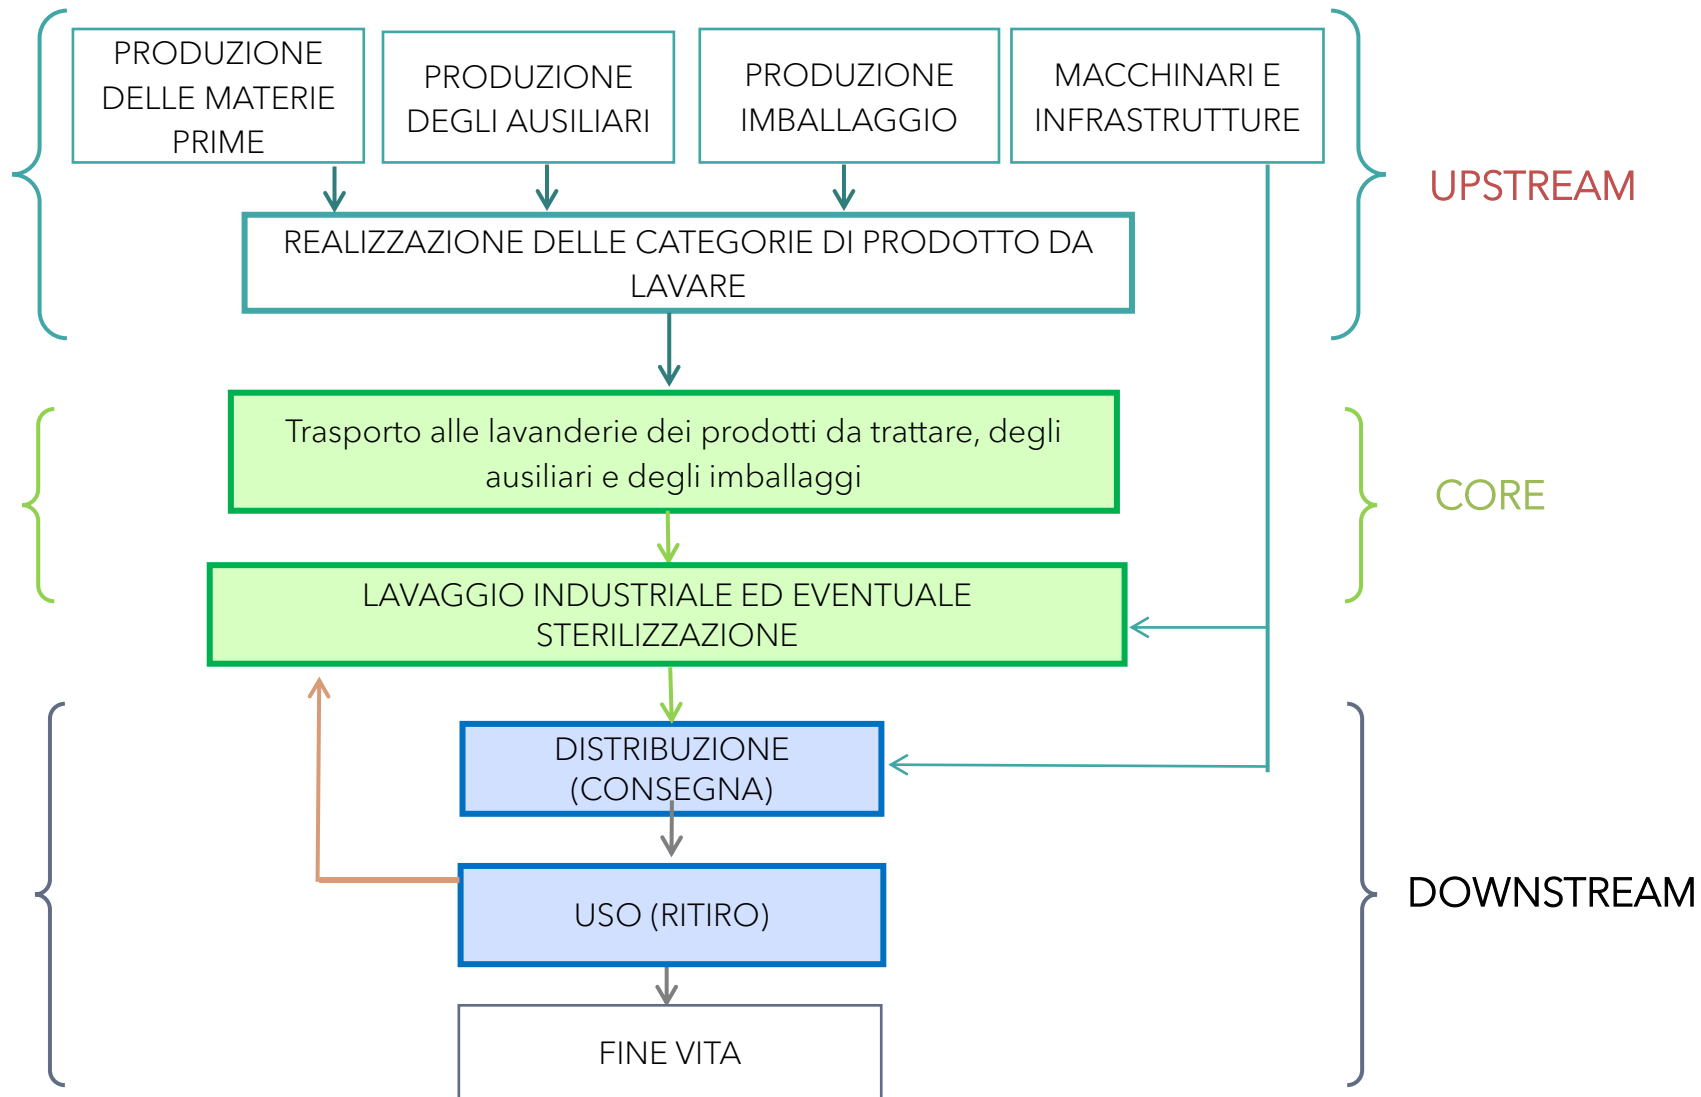 PRODUZIONE
DELLE MATERIE
PRIME
PRODUZIONE
DEGLI AUSILIARI
PRODUZIONE
IMBALLAGGIO
MACCHINARI E
INFRASTRUTTURE
UPSTREAM
REALIZZAZIONE DELLE CATEGORIE DI PRODOTTO DA
LAVARE
Trasporto alle lavanderie dei prodotti da trattare, degli
ausiliari e degli imballaggi
CORE
LAVAGGIO INDUSTRIALE ED EVENTUALE
STERILIZZAZIONE
DISTRIBUZIONE
(CONSEGNA)
USO (RITIRO)
DOWNSTREAM
FINE VITA